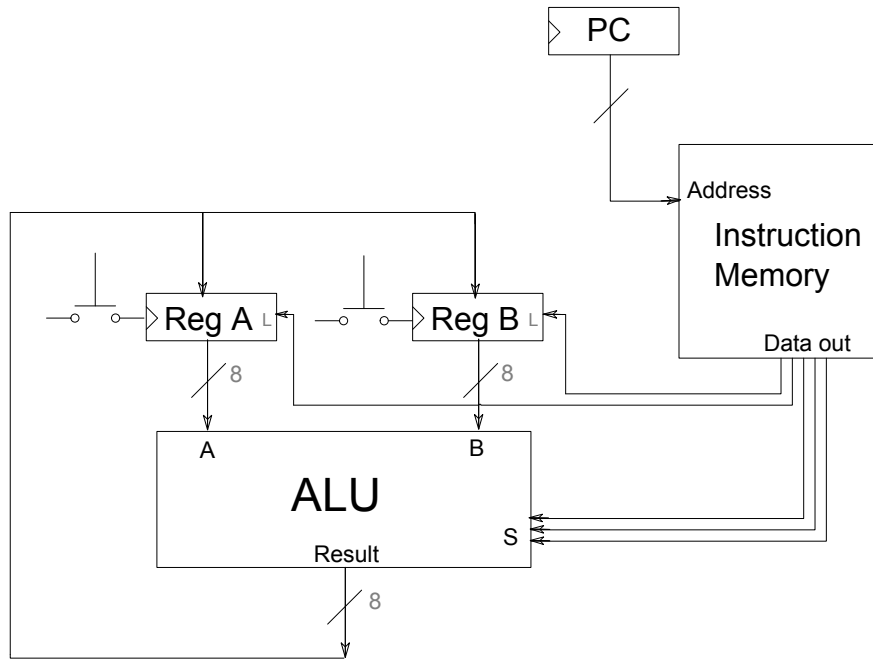 PC
Address
Instruction
Memory
Reg A L
Reg B L
Data out
8
8
A
B
ALU
S
Result
8